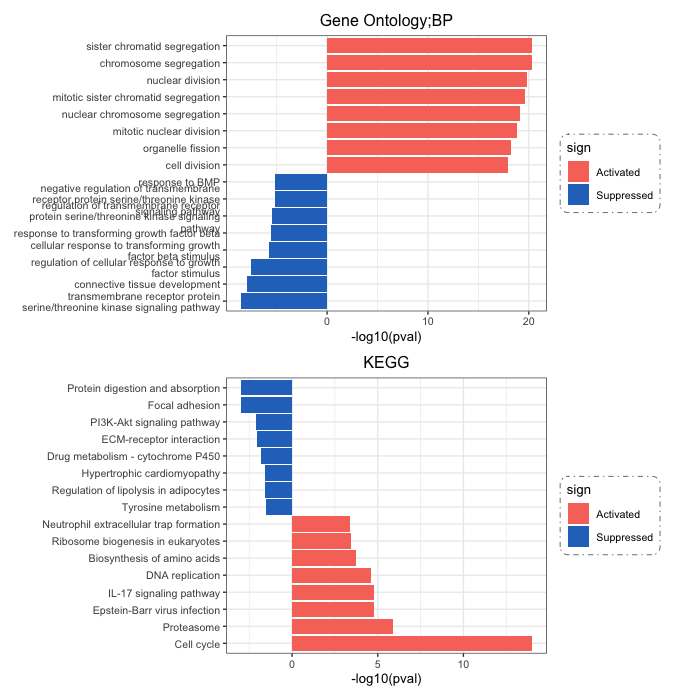 Gene Ontology;BP
sister chromatid segregation
chromosome segregation
nuclear division
mitotic sister chromatid segregation
nuclear chromosome segregation
mitotic nuclear division
organelle fission
cell division
response to BMP
negative regulation of transmembrane
receptor protein serine/threonine kinase
signaling pathway
regulation of transmembrane receptor
protein serine/threonine kinase signaling
pathway
response to transforming growth factor beta
cellular response to transforming growth
factor beta stimulus
regulation of cellular response to growth
factor stimulus
connective tissue development
transmembrane receptor protein
serine/threonine kinase signaling pathway
0 10 20
-log10(pval)
sign
Activated
Suppressed
KEGG
Protein digestion and absorption
Focal adhesion
PI3K-Akt signaling pathway
ECM-receptor interaction
Drug metabolism - cytochrome P450
Hypertrophic cardiomyopathy
Regulation of lipolysis in adipocytes
Tyrosine metabolism
Neutrophil extracellular trap formation
Ribosome biogenesis in eukaryotes
Biosynthesis of amino acids
DNA replication
IL-17 signaling pathway
Epstein-Barr virus infection
Proteasome
Cell cycle
0 5 10
-log10(pval)
sign
Activated
Suppressed